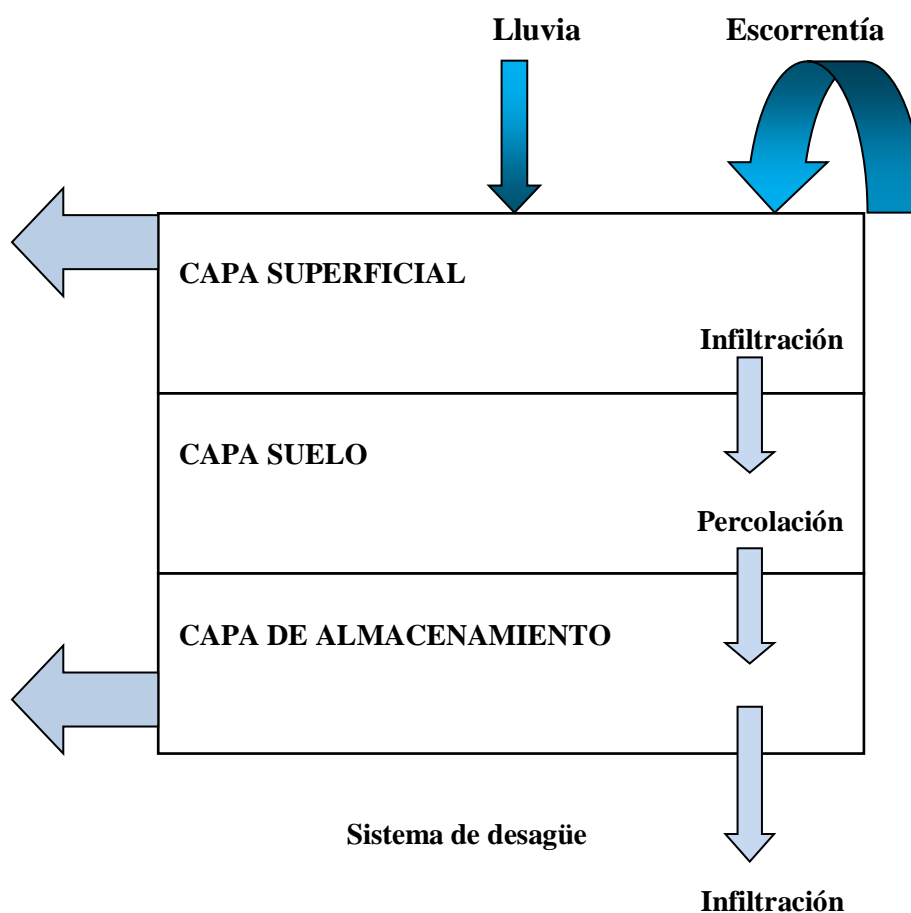 Lluvia
Escorrentía
CAPA SUPERFICIAL
Infiltración
CAPA SUELO
Percolación
CAPA DE ALMACENAMIENTO
Sistema de desagüe
Infiltración